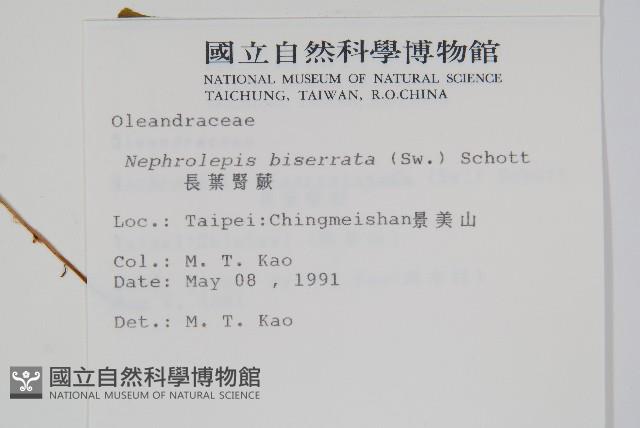 國立自然科學博物館
NATIONAL MUSEUM OF NATURAL SCIENCE
TAICHUNG, TAIWAN, R.O.CHINA
Oleandraceae
Nephrolepis biserrata (Sw.) Schott
長葉腎蕨
Loc.: Taipei:Chingmeishan景美山
Col.: M. T. Kao
Date: May 08 , 1991
Det.: M. T. Kao
國立自然科學博物館
NATIONAL MUSEUM OF NATURAL SCIENCE